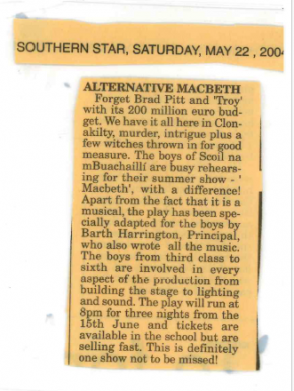 SOUTHERN STAR, SATURDAY, MAY 22, 2004
ALTERNATIVE MACBETH
Forget Brad Pitt and 'Troy'
with its 200 million euro bud-
get. We have it all here in Clon-
akilty, murder, intrigue plus a
few witches thrown in for good
measure. The boys of Scoil na
mBuachaillí are busy rehears-
ing for their summer show - '
Macbeth', with a difference!
Apart from the fact that it is a
musical, the play has been spe-
cially adapted for the boys by
Barth Harrington, Principal,
who also wrote all the music.
The boys from third class to
sixth are involved in every
aspect of the production from
building the stage to lighting
and sound. The play will run at
8pm for three nights from the
15th June and tickets are
available in the school but are
selling fast. This is definitely
one show not to be missed!